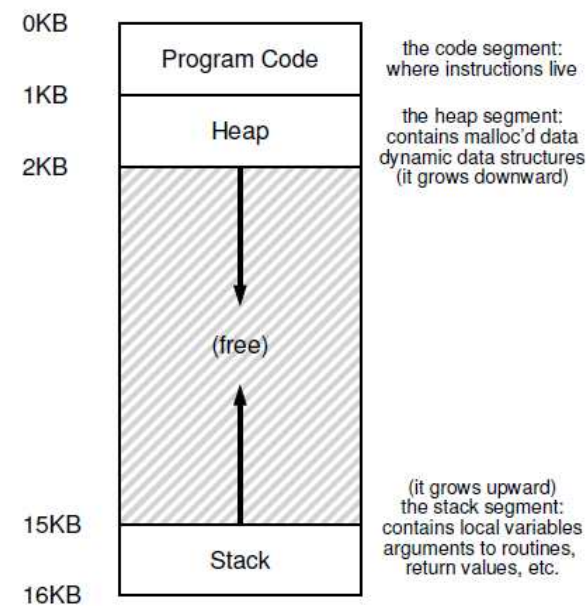 0KB
Program Code
the code segment:
where instructions live
1KB
Heap
the heap segment:
contains malloc'd data
dynamic data structures
(it grows downward)
2KB
(free)
(it grows upward)
the stack segment:
contains local variables
arguments to routines,
return values, etc.
15KB
Stack
16KB